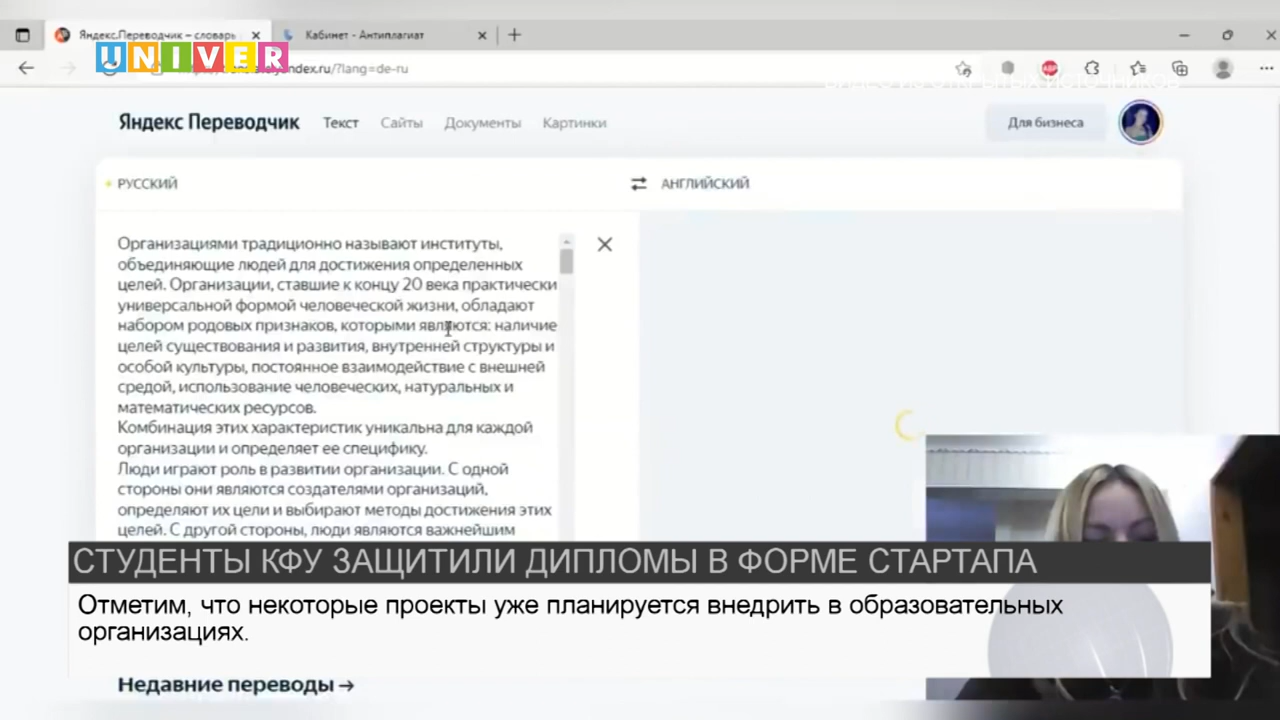 Яндекс.Переводчик – словарь
Кабинет - Антиплагиат
UNIVER
ndex.ru/?lang=de-ru
ВИДЕО ИЗ ОТКРЫТЫХ ИСТОЧНИКОВ
Яндекс Переводчик
Текст
Сайты
Документы
Картинки
Для бизнеса
РУССКИЙ
АНГЛИЙСКИЙ
Организациями традиционно называют институты,
объединяющие людей для достижения определенных
целей. Организации, ставшие к концу 20 века практически
универсальной формой человеческой жизни, обладают
набором родовых признаков, которыми являются: наличие
целей существования и развития, внутренней структуры и
особой культуры, постоянное взаимодействие с внешней
средой, использование человеческих, натуральных и
математических ресурсов.
Комбинация этих характеристик уникальна для каждой
организации и определяет ее специфику.
Люди играют роль в развитии организации. С одной
стороны они являются создателями организаций,
определяют их цели и выбирают методы достижения этих
целей. С другой стороны, люди являются важнейшим
СТУДЕНТЫ КФУ ЗАЩИТИЛИ ДИПЛОМЫ В ФОРМЕ СТАРТАПА
Отметим, что некоторые проекты уже планируется внедрить в образовательных
организациях.
Недавние переводы →